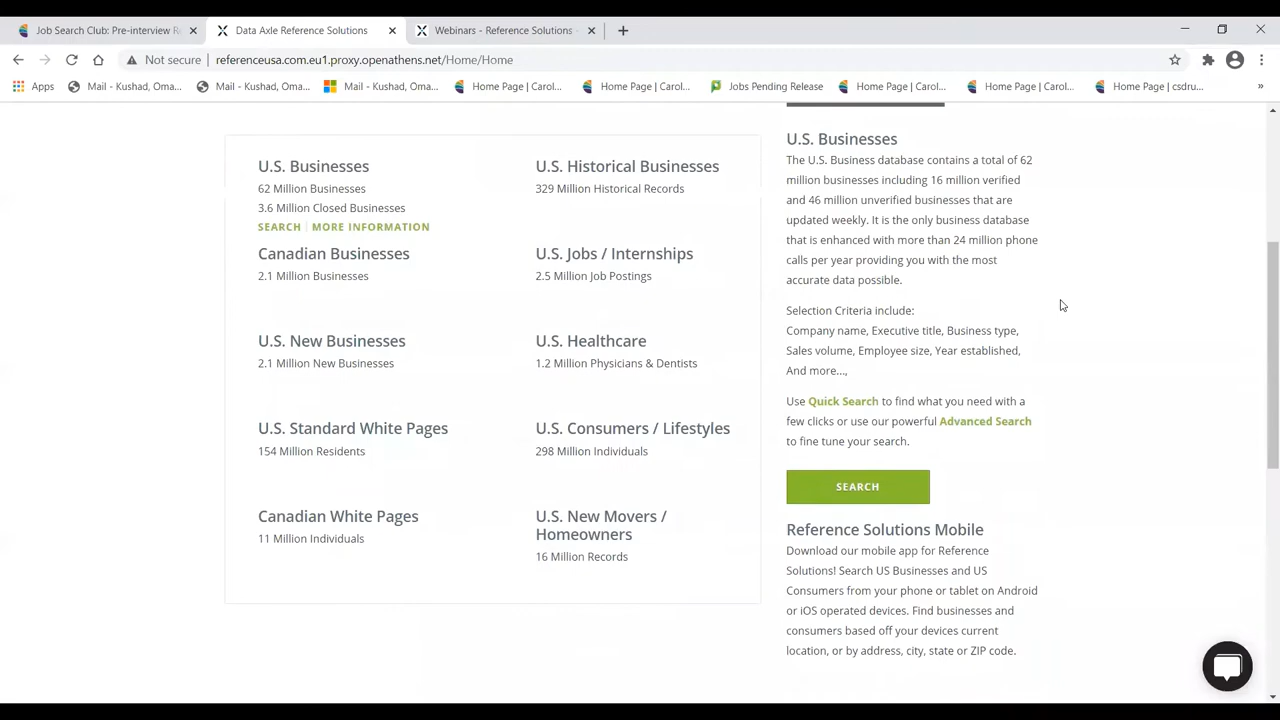 Job Search Club: Pre-interview R
Data Axle Reference Solutions
Webinars - Reference Solutions -
Not secure
referenceusa.com.eu1.proxy.openathens.net/Home/Home
Apps
Mail - Kushad, Oma...
Mail - Kushad, Oma...
Mail - Kushad, Oma...
Home Page | Carol...
Home Page | Carol...
Jobs Pending Release
Home Page | Carol...
Home Page | Carol...
Home Page | csdru...
U.S. Businesses
62 Million Businesses
3.6 Million Closed Businesses
SEARCH | MORE INFORMATION
U.S. Historical Businesses
329 Million Historical Records
Canadian Businesses
2.1 Million Businesses
U.S. Jobs / Internships
2.5 Million Job Postings
U.S. New Businesses
2.1 Million New Businesses
U.S. Healthcare
1.2 Million Physicians & Dentists
U.S. Standard White Pages
154 Million Residents
U.S. Consumers / Lifestyles
298 Million Individuals
Canadian White Pages
11 Million Individuals
U.S. New Movers /
Homeowners
16 Million Records
U.S. Businesses
The U.S. Business database contains a total of 62
million businesses including 16 million verified
and 46 million unverified businesses that are
updated weekly. It is the only business database
that is enhanced with more than 24 million phone
calls per year providing you with the most
accurate data possible.
Selection Criteria include:
Company name, Executive title, Business type,
Sales volume, Employee size, Year established,
And more...,
Use Quick Search to find what you need with a
few clicks or use our powerful Advanced Search
to fine tune your search.
SEARCH
Reference Solutions Mobile
Download our mobile app for Reference
Solutions! Search US Businesses and US
Consumers from your phone or tablet on Android
or iOS operated devices. Find businesses and
consumers based off your devices current
location, or by address, city, state or ZIP code.